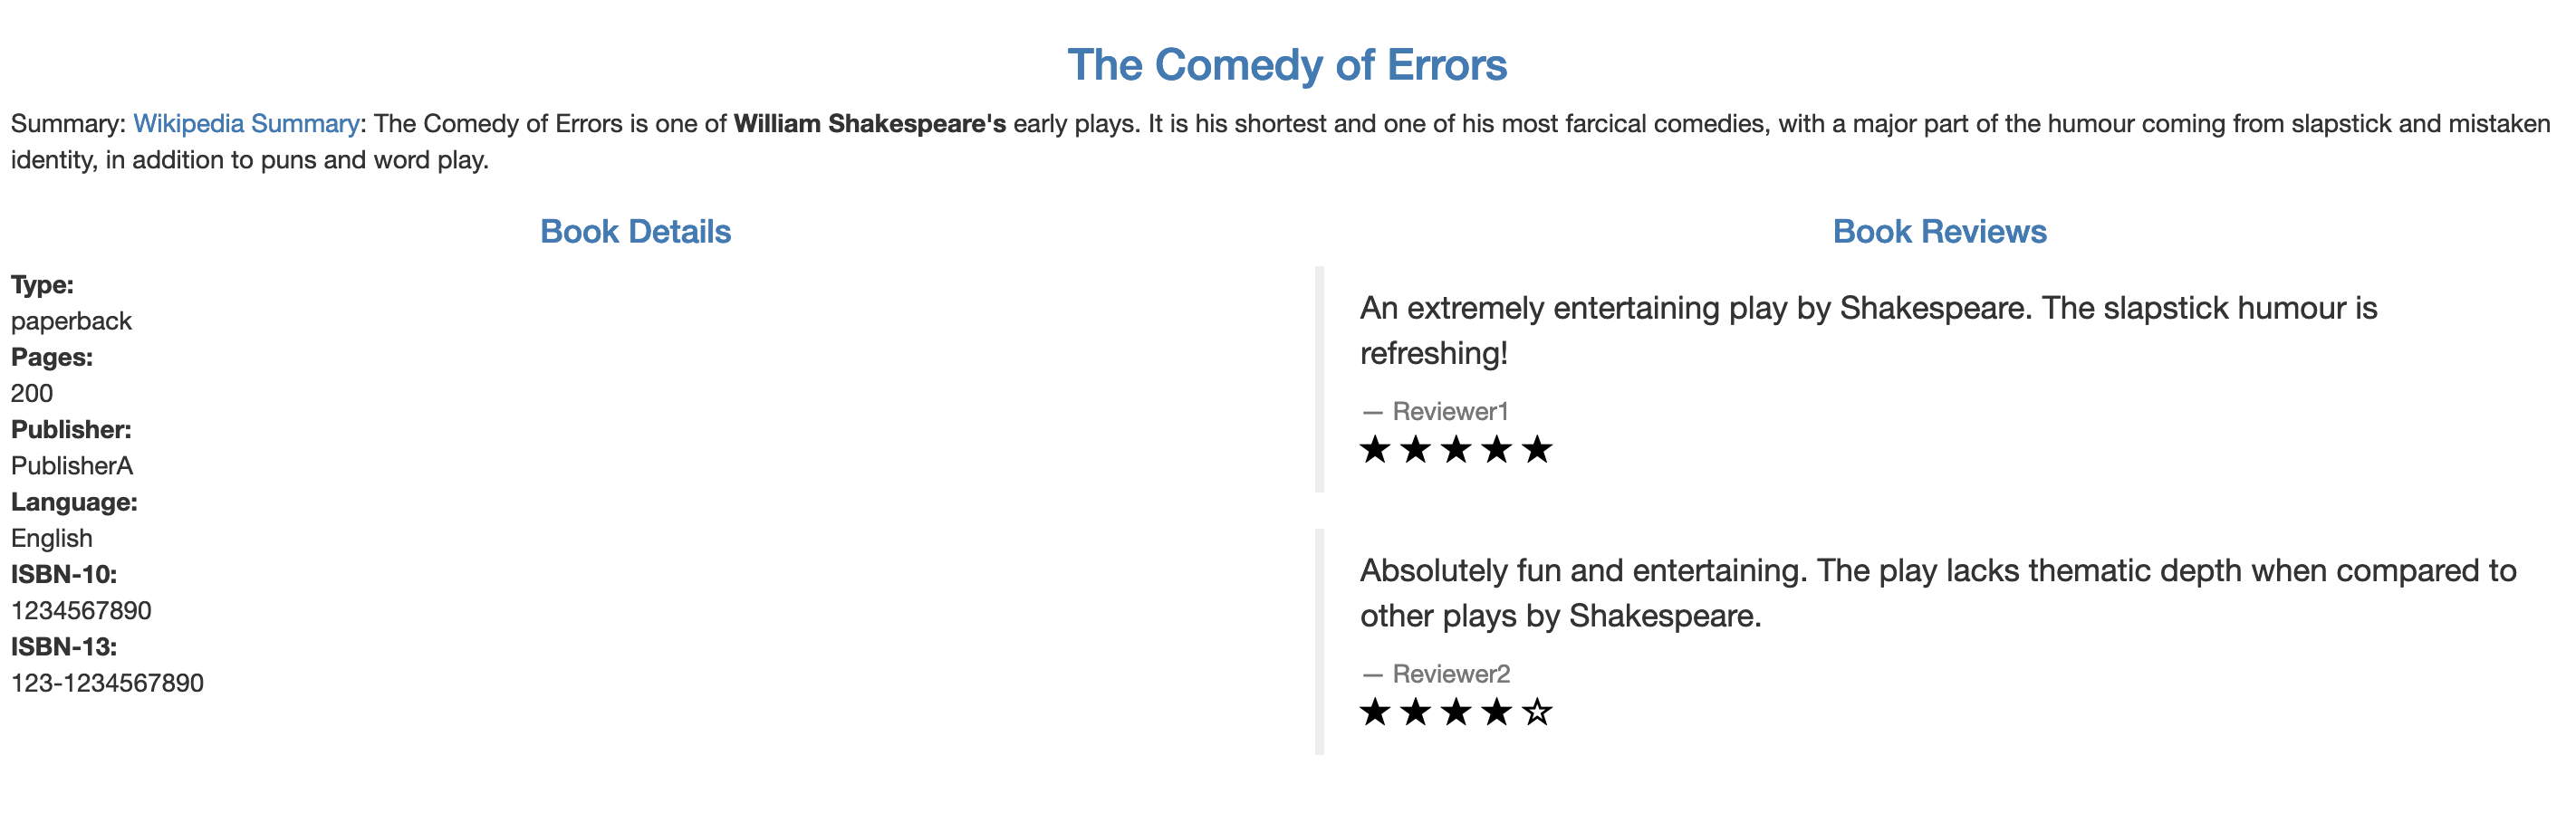 The Comedy of Errors
Summary: Wikipedia Summary: The Comedy of Errors is one of William Shakespeare's early plays. It is his shortest and one of his most farcical comedies, with a major part of the humour coming from slapstick and mistaken
identity, in addition to puns and word play.
Book Details
Type:
paperback
Pages:
200
Publisher:
PublisherA
Language:
English
ISBN-10:
1234567890
ISBN-13:
123-1234567890
Book Reviews
An extremely entertaining play by Shakespeare. The slapstick humour is
refreshing!
— Reviewer1
★ ★ ★ ★ ★
Absolutely fun and entertaining. The play lacks thematic depth when compared to
other plays by Shakespeare.
— Reviewer2
★ ★ ★ ★ ☆